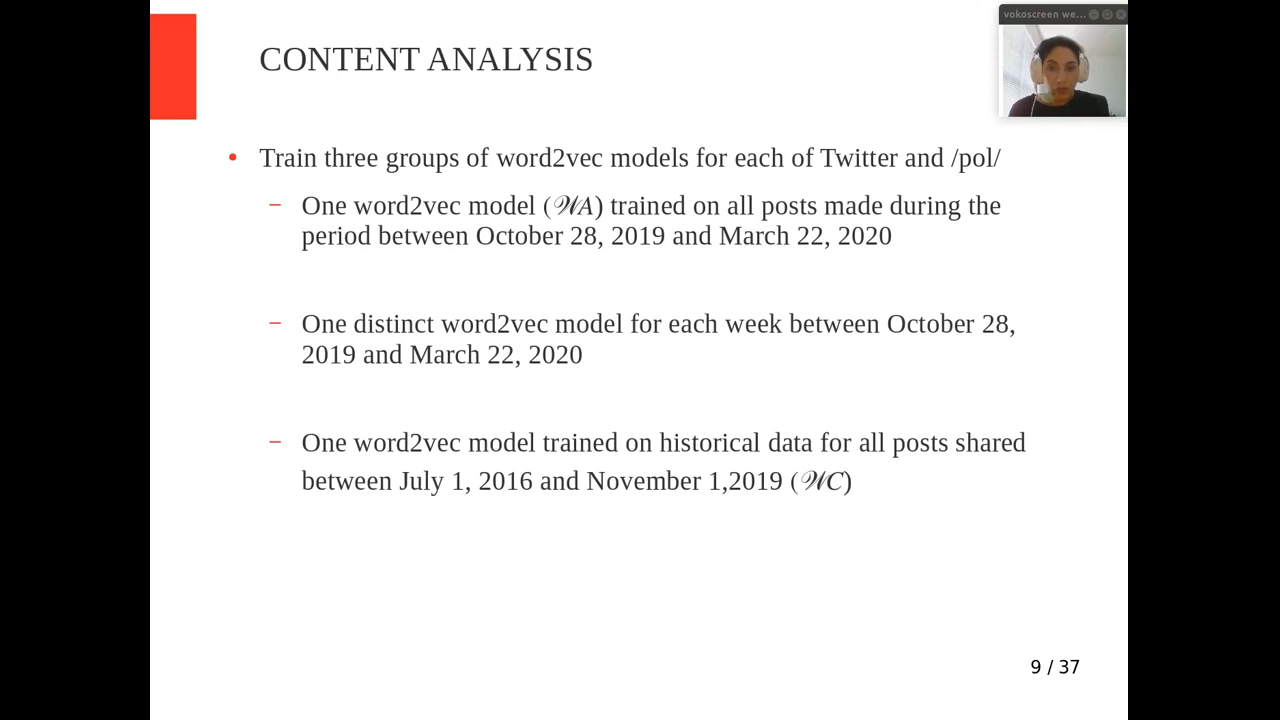 vokoscreen we...
CONTENT ANALYSIS
• Train three groups of word2vec models for each of Twitter and /pol/
– One word2vec model (𝒲A) trained on all posts made during the
period between October 28, 2019 and March 22, 2020
– One distinct word2vec model for each week between October 28,
2019 and March 22, 2020
– One word2vec model trained on historical data for all posts shared
between July 1, 2016 and November 1,2019 (𝒲C)
9 / 37